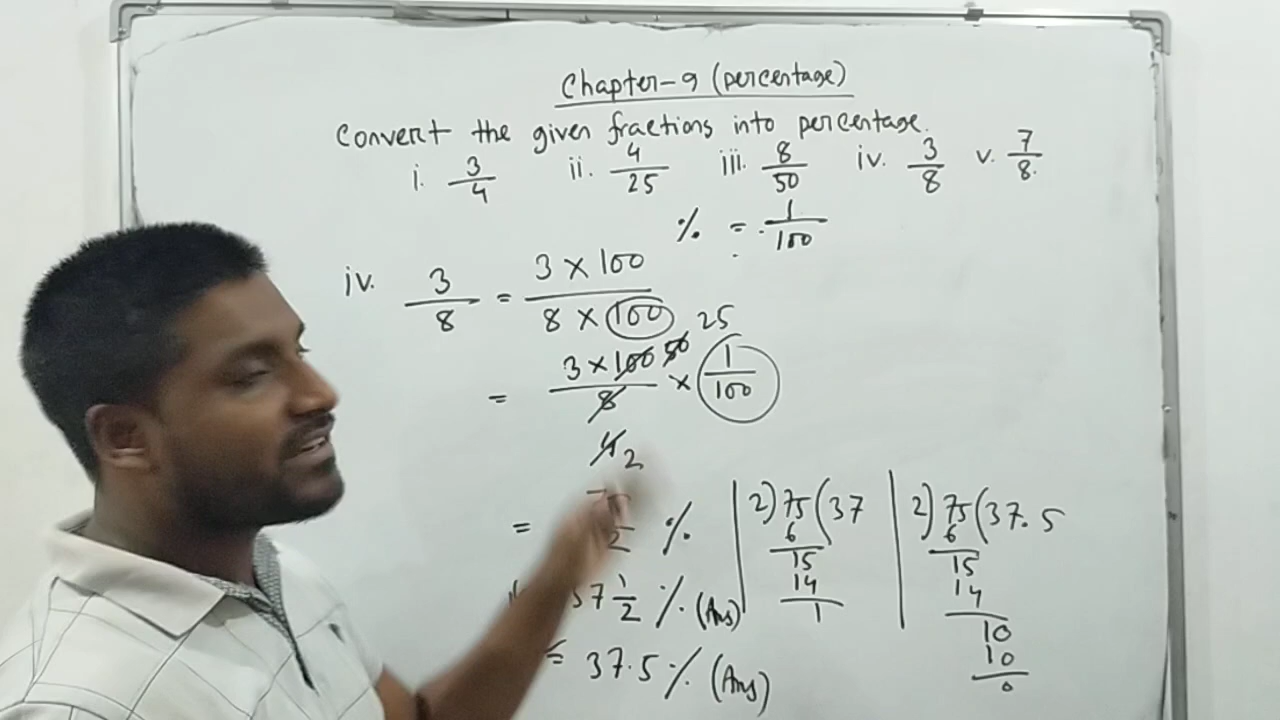 Chapter-9 (percentage)
Convert the given fractions into percentage.
i. 3/4 ii. 4/25 iii. 8/50 iv. 3/8 v. 7/8.
% = 1/100
iv. 3/8 = 3 × 100 / 8 × 100
25
= 3 × 100 50 / 8 × 1/100
4 2
= /2 %
37 1/2 % (Ans)
= 37.5 % (Ans)
2) 75 (37
6
15
14
1
2) 75 (37.5
6
15
14
10
10
0